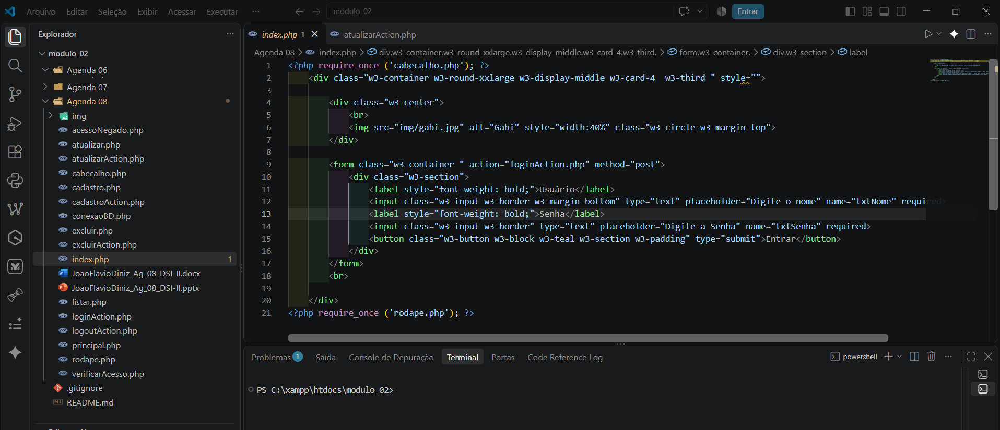 Arquivo Editar Seleção Exibir Acessar Executar ··· modulo_02 Entrar
Explorador ···
modulo_02
Agenda 06
Agenda 07
Agenda 08
img
acessoNegado.php
atualizar.php
atualizarAction.php
cabecalho.php
cadastro.php
cadastroAction.php
conexaoBD.php
excluir.php
excluirAction.php
index.php 1
JoaoFlavioDiniz_Ag_08_DSI-II.docx
JoaoFlavioDiniz_Ag_08_DSI-II.pptx
listar.php
loginAction.php
logoutAction.php
principal.php
rodape.php
verificarAcesso.php
.gitignore
README.md
index.php 1 atualizarAction.php
Agenda 08 > index.php > div.w3-container.w3-round-xxlarge.w3-display-middle.w3-card-4.w3-third. > form.w3-container. > div.w3-section > label
1 <?php require_once ('cabecalho.php'); ?>
2 <div class="w3-container w3-round-xxlarge w3-display-middle w3-card-4  w3-third " style="">
3
4 <div class="w3-center">
5 <br>
6 <img src="img/gabi.jpg" alt="Gabi" style="width:40%" class="w3-circle w3-margin-top">
7 </div>
8
9 <form class="w3-container " action="loginAction.php" method="post">
10 <div class="w3-section">
11 <label style="font-weight: bold;">Usuário</label>
12 <input class="w3-input w3-border w3-margin-bottom" type="text" placeholder="Digite o nome" name="txtNome" required>
13 <label style="font-weight: bold;">Senha</label>
14 <input class="w3-input w3-border" type="text" placeholder="Digite a Senha" name="txtSenha" required>
15 <button class="w3-button w3-block w3-teal w3-section w3-padding" type="submit">Entrar</button>
16 </div>
17 </form>
18 <br>
19
20 </div>
21 <?php require_once ('rodape.php'); ?>
Problemas 1 Saída Console de Depuração Terminal Portas Code Reference Log powershell
PS C:\xampp\htdocs\modulo_02>